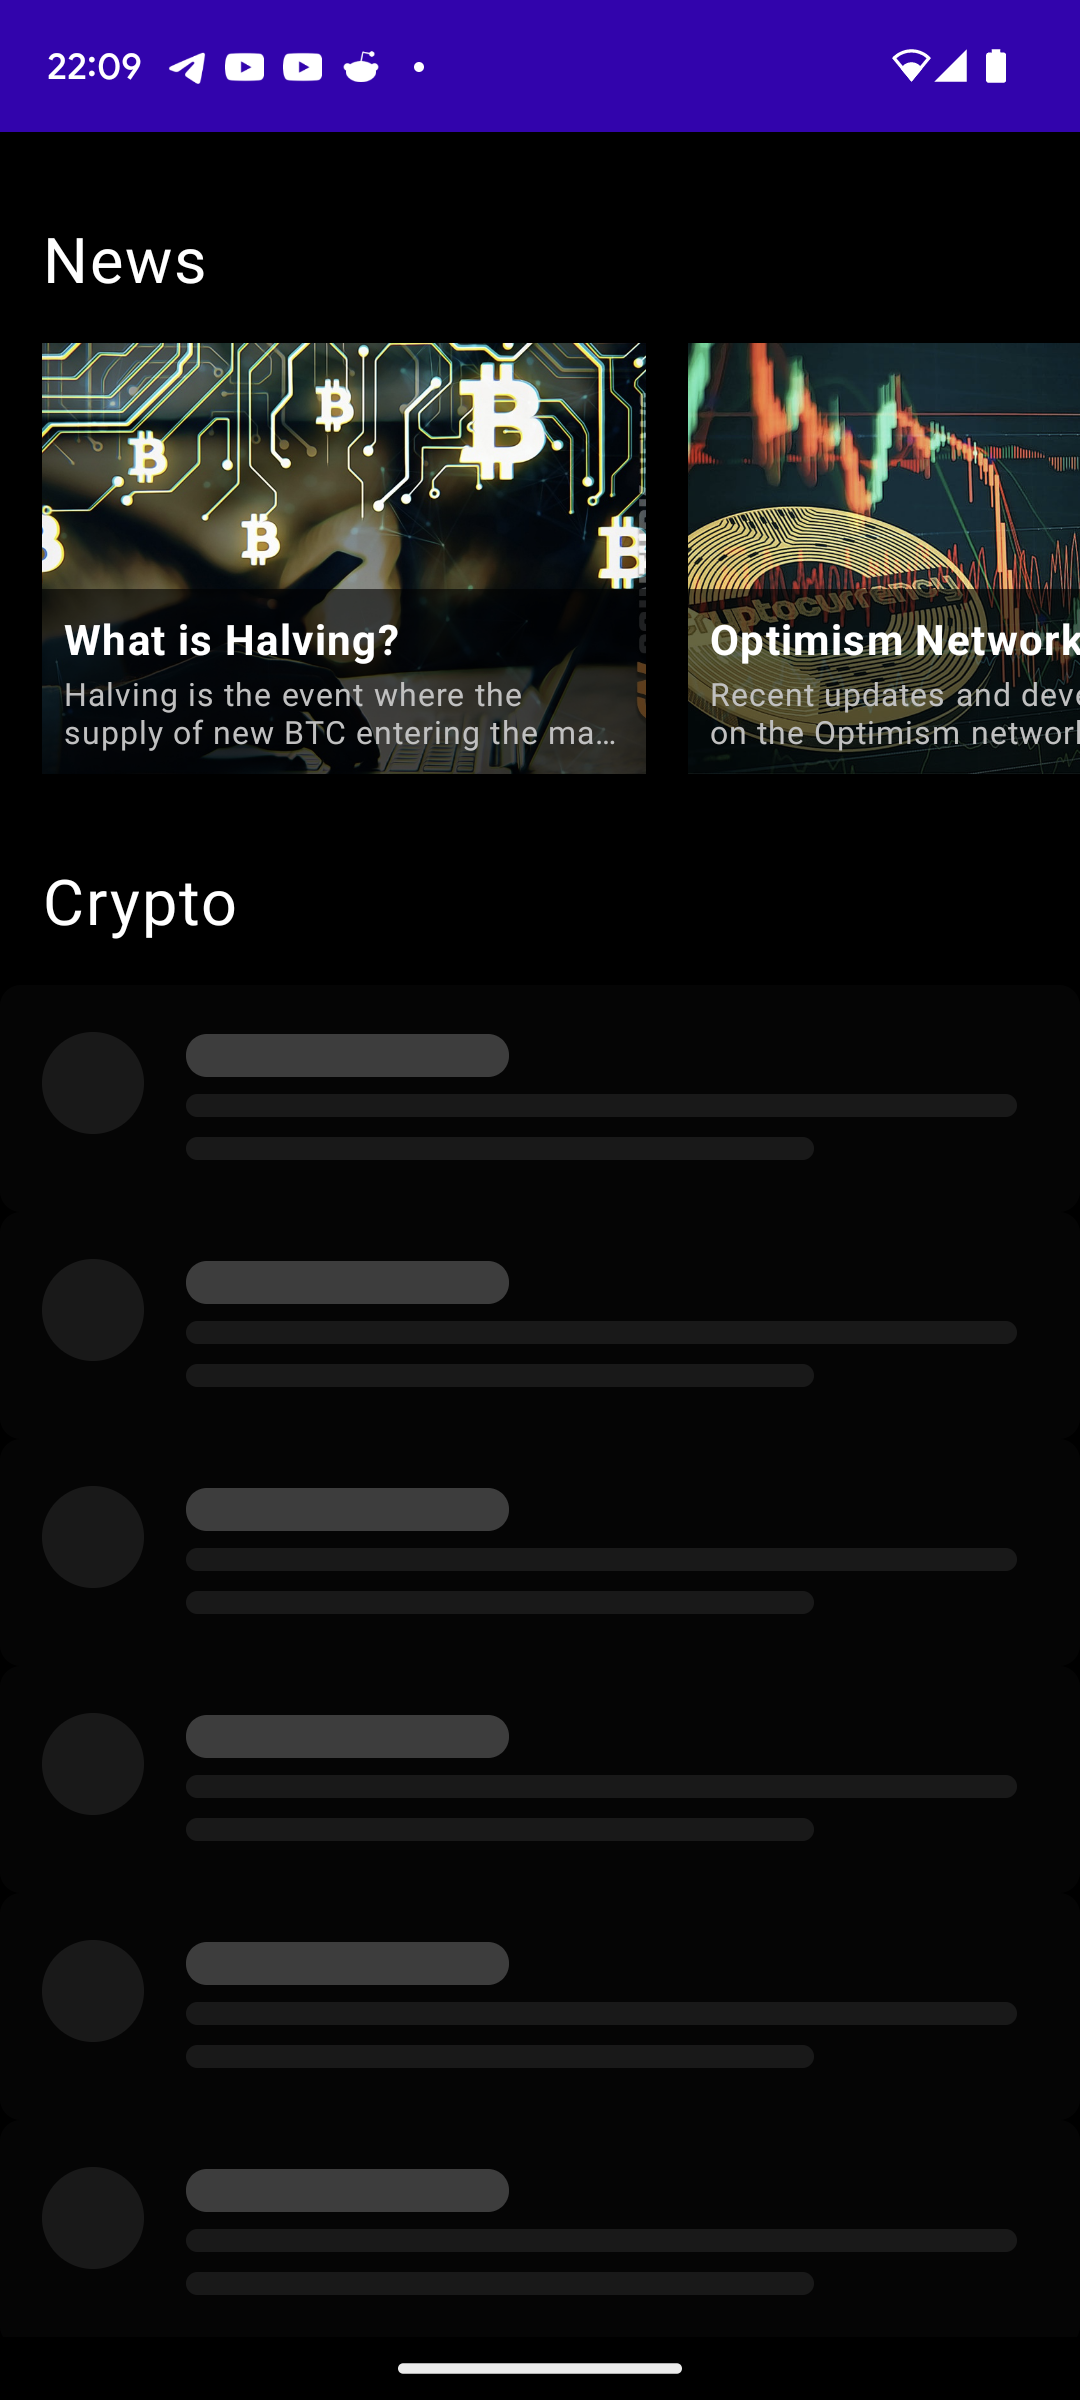 22:09
News
What is Halving?
Halving is the event where the
supply of new BTC entering the ma…
Optimism Network
Recent updates and deve
on the Optimism network
Crypto